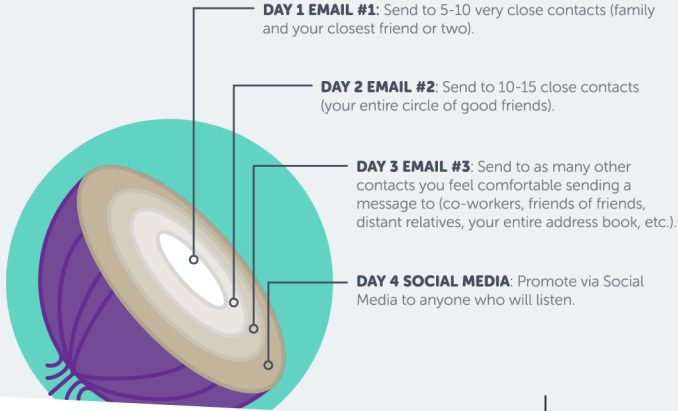 DAY 1 EMAIL #1: Send to 5-10 very close contacts (family
and your closest friend or two).
DAY 2 EMAIL #2: Send to 10-15 close contacts
(your entire circle of good friends).
DAY 3 EMAIL #3: Send to as many other
contacts you feel comfortable sending a
message to (co-workers, friends of friends,
distant relatives, your entire address book, etc.).
DAY 4 SOCIAL MEDIA: Promote via Social
Media to anyone who will listen.